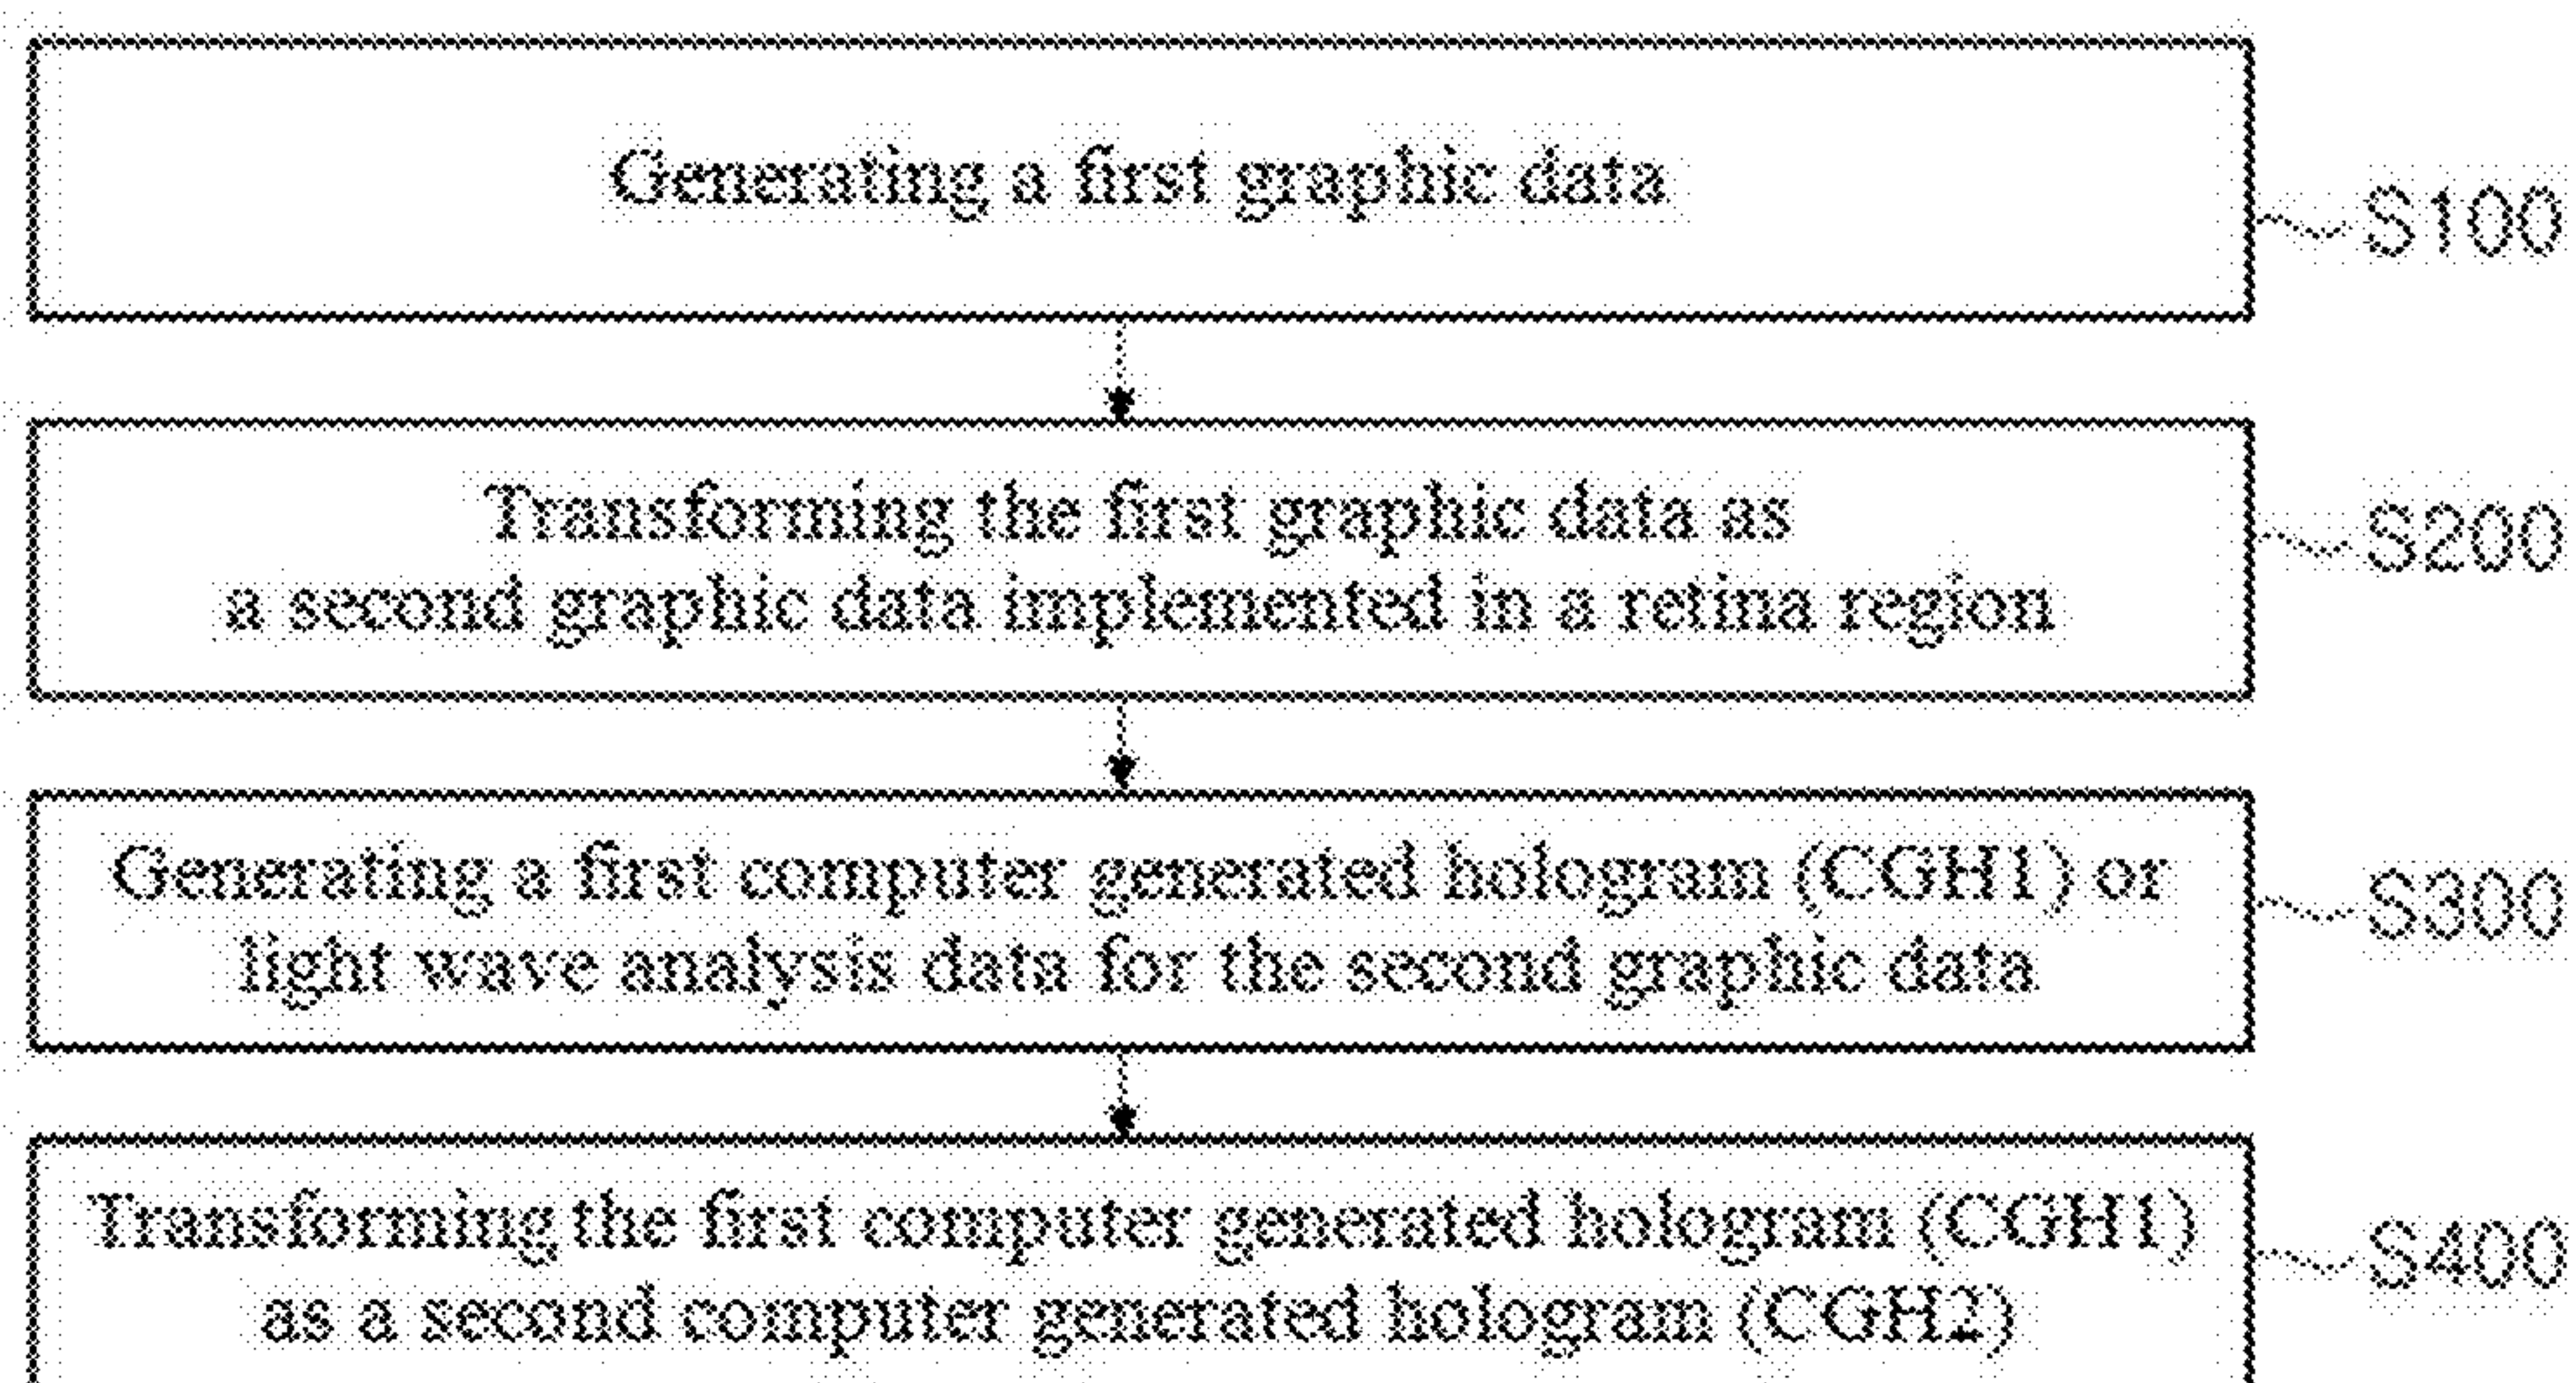 Generating a first graphic data
S100
Transforming the first graphic data as
a second graphic data implemented in a retina region
S200
Generating a first computer generated hologram (CGH1) or
light wave analysis data for the second graphic data
S300
Transforming the first computer generated hologram (CGH1)
as a second computer generated hologram (CGH2)
S400